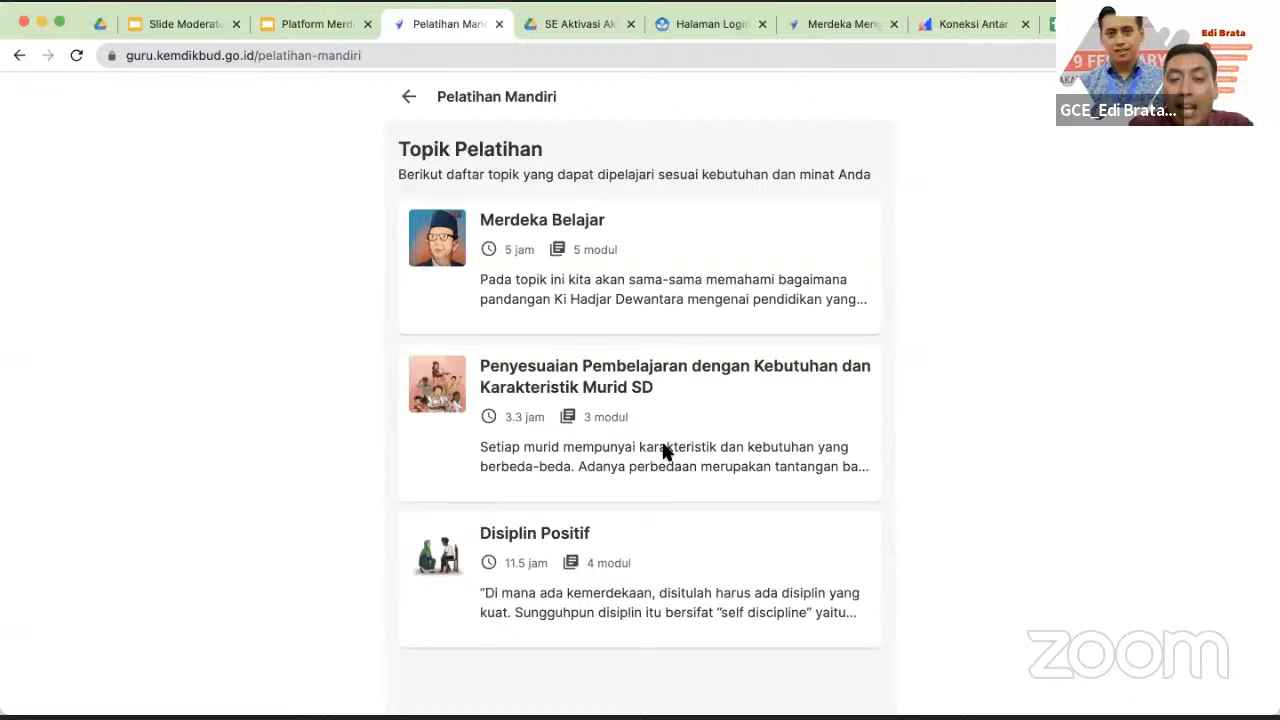 Slide Moderat
Platform Merd
Pelatihan Man
SE Aktivasi Ak
Halaman Login
Merdeka Meng
Koneksi Antar
guru.kemdikbud.go.id/pelatihan-mandiri
Edi Brata
9 FEB
GCE_Edi Brata...
Pelatihan Mandiri
Topik Pelatihan
Berikut daftar topik yang dapat dipelajari sesuai kebutuhan dan minat Anda
Merdeka Belajar
5 jam 5 modul
Pada topik ini kita akan sama-sama memahami bagaimana
pandangan Ki Hadjar Dewantara mengenai pendidikan yang...
Penyesuaian Pembelajaran dengan Kebutuhan dan
Karakteristik Murid SD
3.3 jam 3 modul
Setiap murid mempunyai karakteristik dan kebutuhan yang
berbeda-beda. Adanya perbedaan merupakan tantangan ba...
Disiplin Positif
11.5 jam 4 modul
"Di mana ada kemerdekaan, disitulah harus ada disiplin yang
kuat. Sungguhpun disiplin itu bersifat "self discipline" yaitu...
zoom